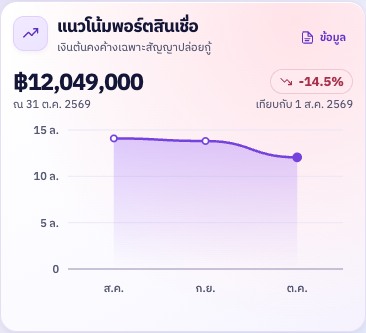 แนวโน้มพอร์ตสินเชื่อ
เงินต้นคงค้างเฉพาะสัญญาปล่อยกู้
ข้อมูล
฿12,049,000
-14.5%
ณ 31 ต.ค. 2569
เทียบกับ 1 ส.ค. 2569
15 ล.
10 ล.
5 ล.
0
ส.ค.
ก.ย.
ต.ค.